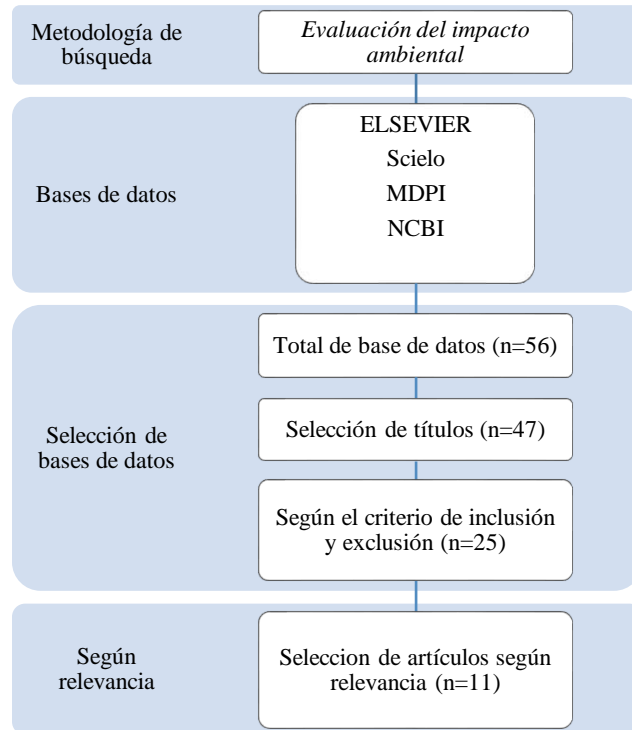 Metodología de
búsqueda
Evaluación del impacto
ambiental
Bases de datos
ELSEVIER
Scielo
MDPI
NCBI
Selección de
bases de datos
Total de base de datos (n=56)
Selección de títulos (n=47)
Según el criterio de inclusión
y exclusión (n=25)
Según
relevancia
Seleccion de artículos según
relevancia (n=11)